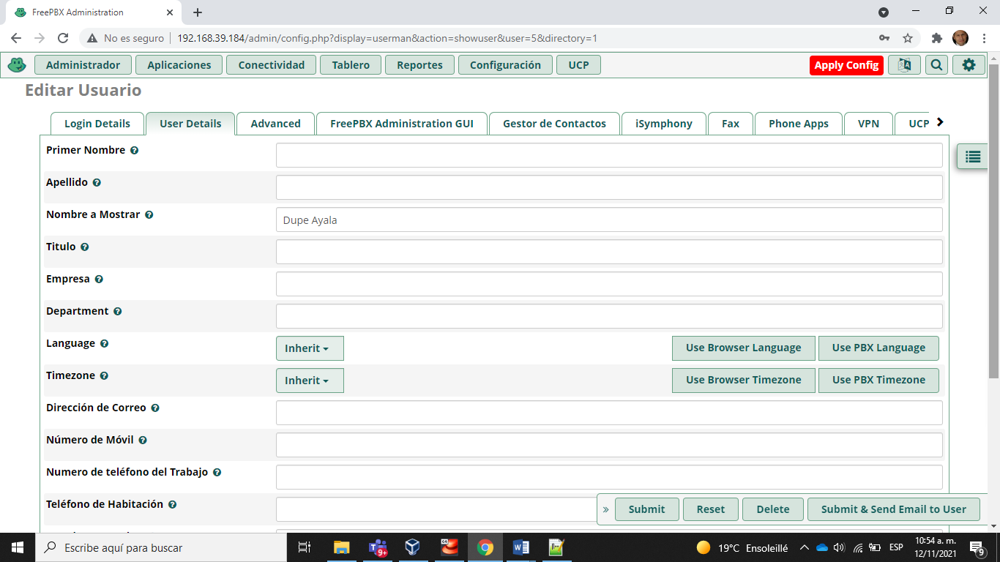 FreePBX Administration
No es seguro 192.168.39.184/admin/config.php?display=userman&action=showuser&user=5&directory=1
Administrador Aplicaciones Conectividad Tablero Reportes Configuración UCP Apply Config
Editar Usuario
Login Details User Details Advanced FreePBX Administration GUI Gestor de Contactos iSymphony Fax Phone Apps VPN UCP
Primer Nombre
Apellido
Nombre a Mostrar Dupe Ayala
Titulo
Empresa
Department
Language Inherit Use Browser Language Use PBX Language
Timezone Inherit Use Browser Timezone Use PBX Timezone
Dirección de Correo
Número de Móvil
Numero de teléfono del Trabajo
Teléfono de Habitación
» Submit Reset Delete Submit & Send Email to User
Escribe aquí para buscar
9+
64
19°C Ensoleillé
ESP
10:54 a. m.
12/11/2021
9